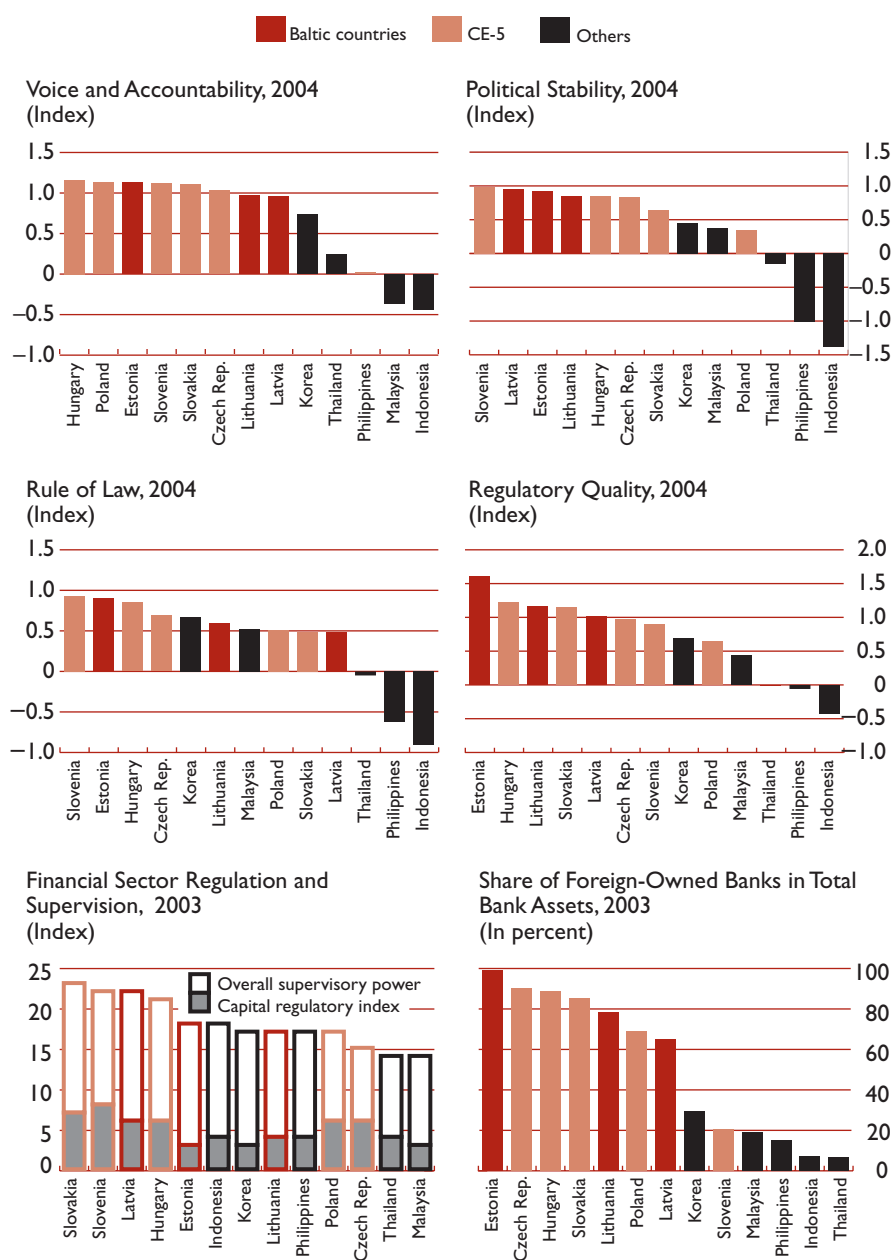 Baltic countries CE-5 Others
Voice and Accountability, 2004
(Index)
1.5
1.0
0.5
0
−0.5
−1.0
Hungary
Poland
Estonia
Slovenia
Slovakia
Czech Rep.
Lithuania
Latvia
Korea
Thailand
Philippines
Malaysia
Indonesia
Political Stability, 2004
(Index)
1.5
1.0
0.5
0
−0.5
−1.0
−1.5
Slovenia
Latvia
Estonia
Lithuania
Hungary
Czech Rep.
Slovakia
Korea
Malaysia
Poland
Thailand
Philippines
Indonesia
Rule of Law, 2004
(Index)
1.5
1.0
0.5
0
−0.5
−1.0
Slovenia
Estonia
Hungary
Czech Rep.
Korea
Lithuania
Malaysia
Poland
Slovakia
Latvia
Thailand
Philippines
Indonesia
Regulatory Quality, 2004
(Index)
2.0
1.5
1.0
0.5
0
−0.5
−1.0
Estonia
Hungary
Lithuania
Slovakia
Latvia
Czech Rep.
Slovenia
Korea
Poland
Malaysia
Thailand
Philippines
Indonesia
Financial Sector Regulation and
Supervision, 2003
(Index)
Overall supervisory power
Capital regulatory index
25
20
15
10
5
0
Slovakia
Slovenia
Latvia
Hungary
Estonia
Indonesia
Korea
Lithuania
Philippines
Poland
Czech Rep.
Thailand
Malaysia
Share of Foreign-Owned Banks in Total
Bank Assets, 2003
(In percent)
100
80
60
40
20
0
Estonia
Czech Rep.
Hungary
Slovakia
Lithuania
Poland
Latvia
Korea
Slovenia
Malaysia
Philippines
Indonesia
Thailand